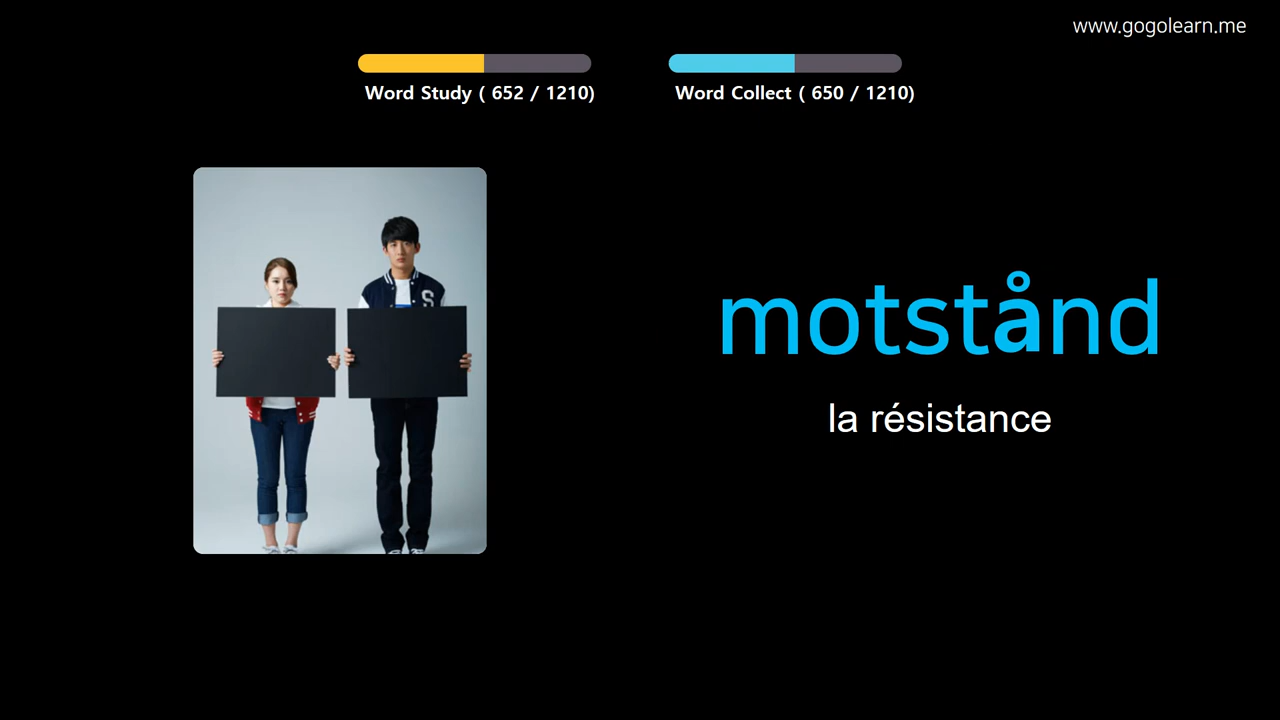 www.gogolearn.me
Word Study ( 652 / 1210)
Word Collect ( 650 / 1210)
S
motstånd
la résistance